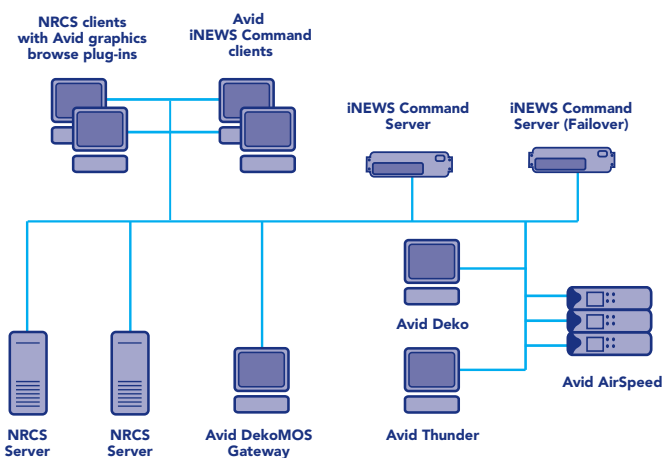 NRCS clients
with Avid graphics
browse plug-ins
Avid
iNEWS Command
clients
iNEWS Command
Server
iNEWS Command
Server (Failover)
Avid Deko
Avid AirSpeed
NRCS
Server
NRCS
Server
Avid DekoMOS
Gateway
Avid Thunder